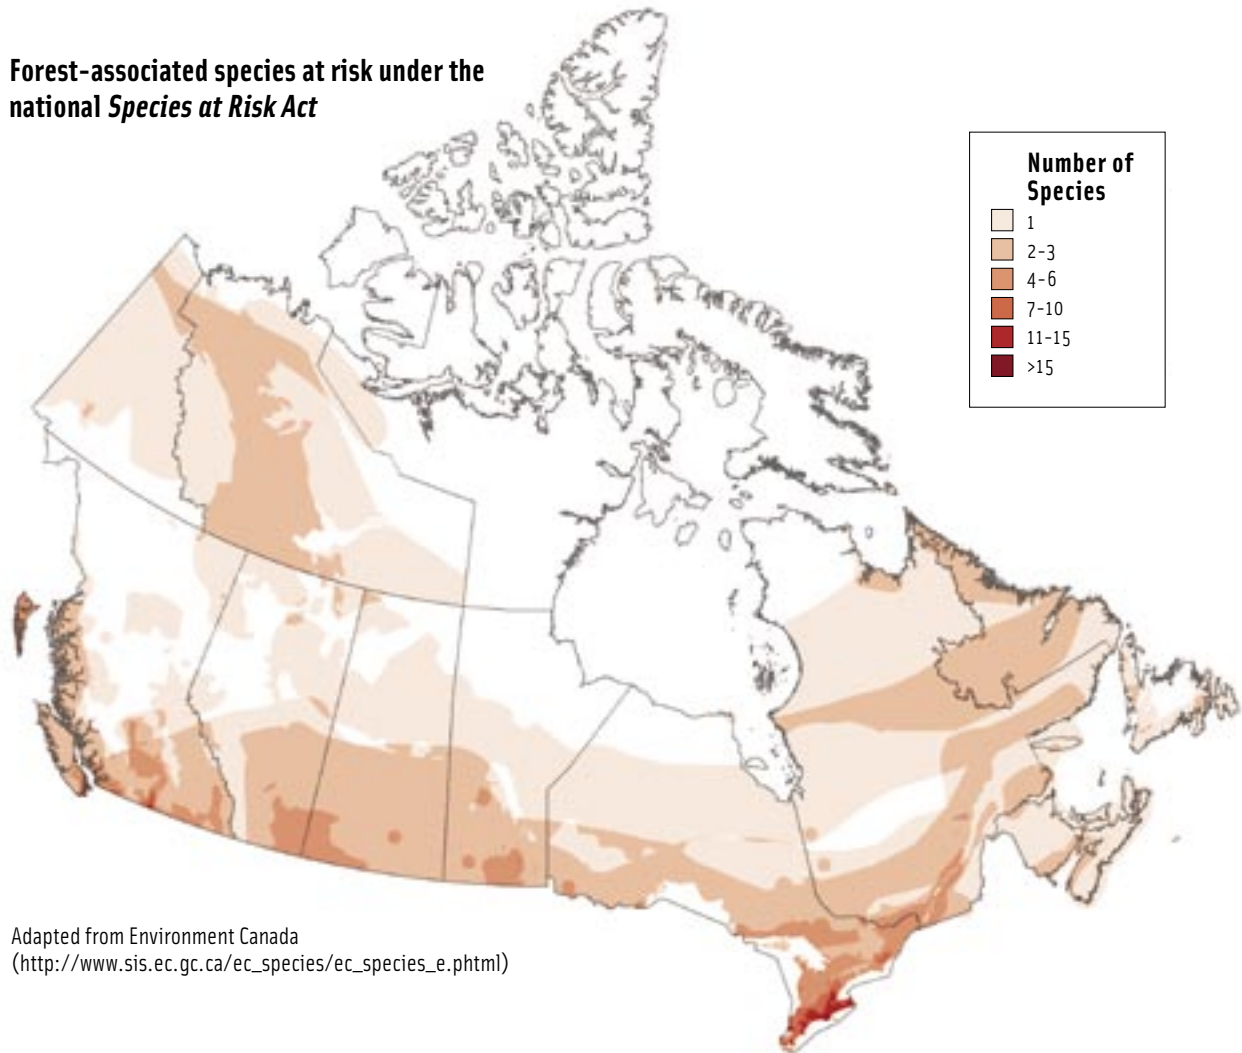 Forest-associated species at risk under the
national Species at Risk Act
Number of
Species
1
2-3
4-6
7-10
11-15
>15
Adapted from Environment Canada
(http://www.sis.ec.gc.ca/ec_species/ec_species_e.phtml)